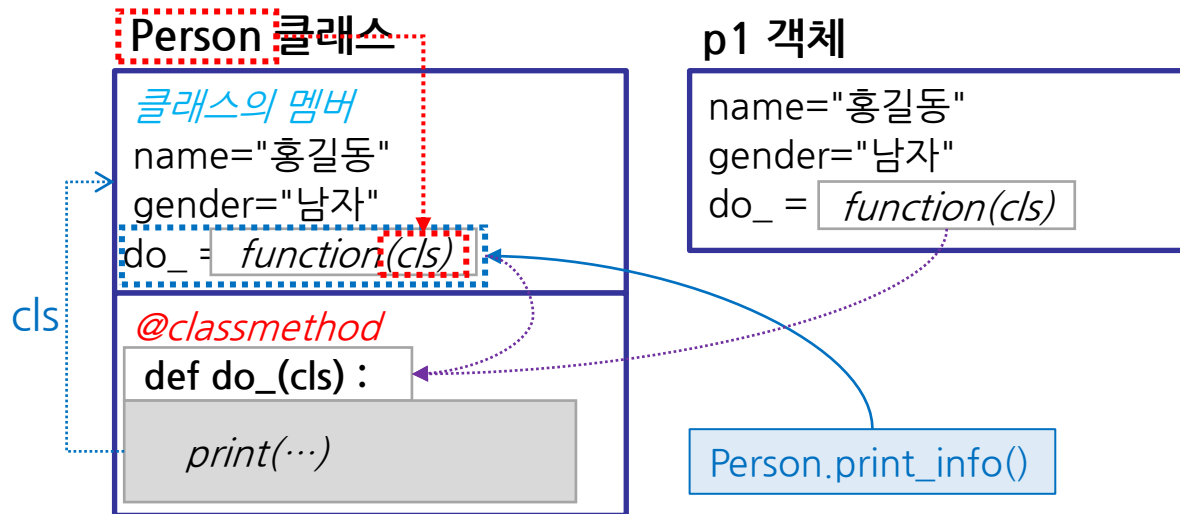 Person 클래스
클래스의 멤버
name="홍길동"
gender="남자"
do_ = function(cls)
cls
@classmethod
def do_(cls) :
print(…)
p1 객체
name="홍길동"
gender="남자"
do_ = function(cls)
Person.print_info()